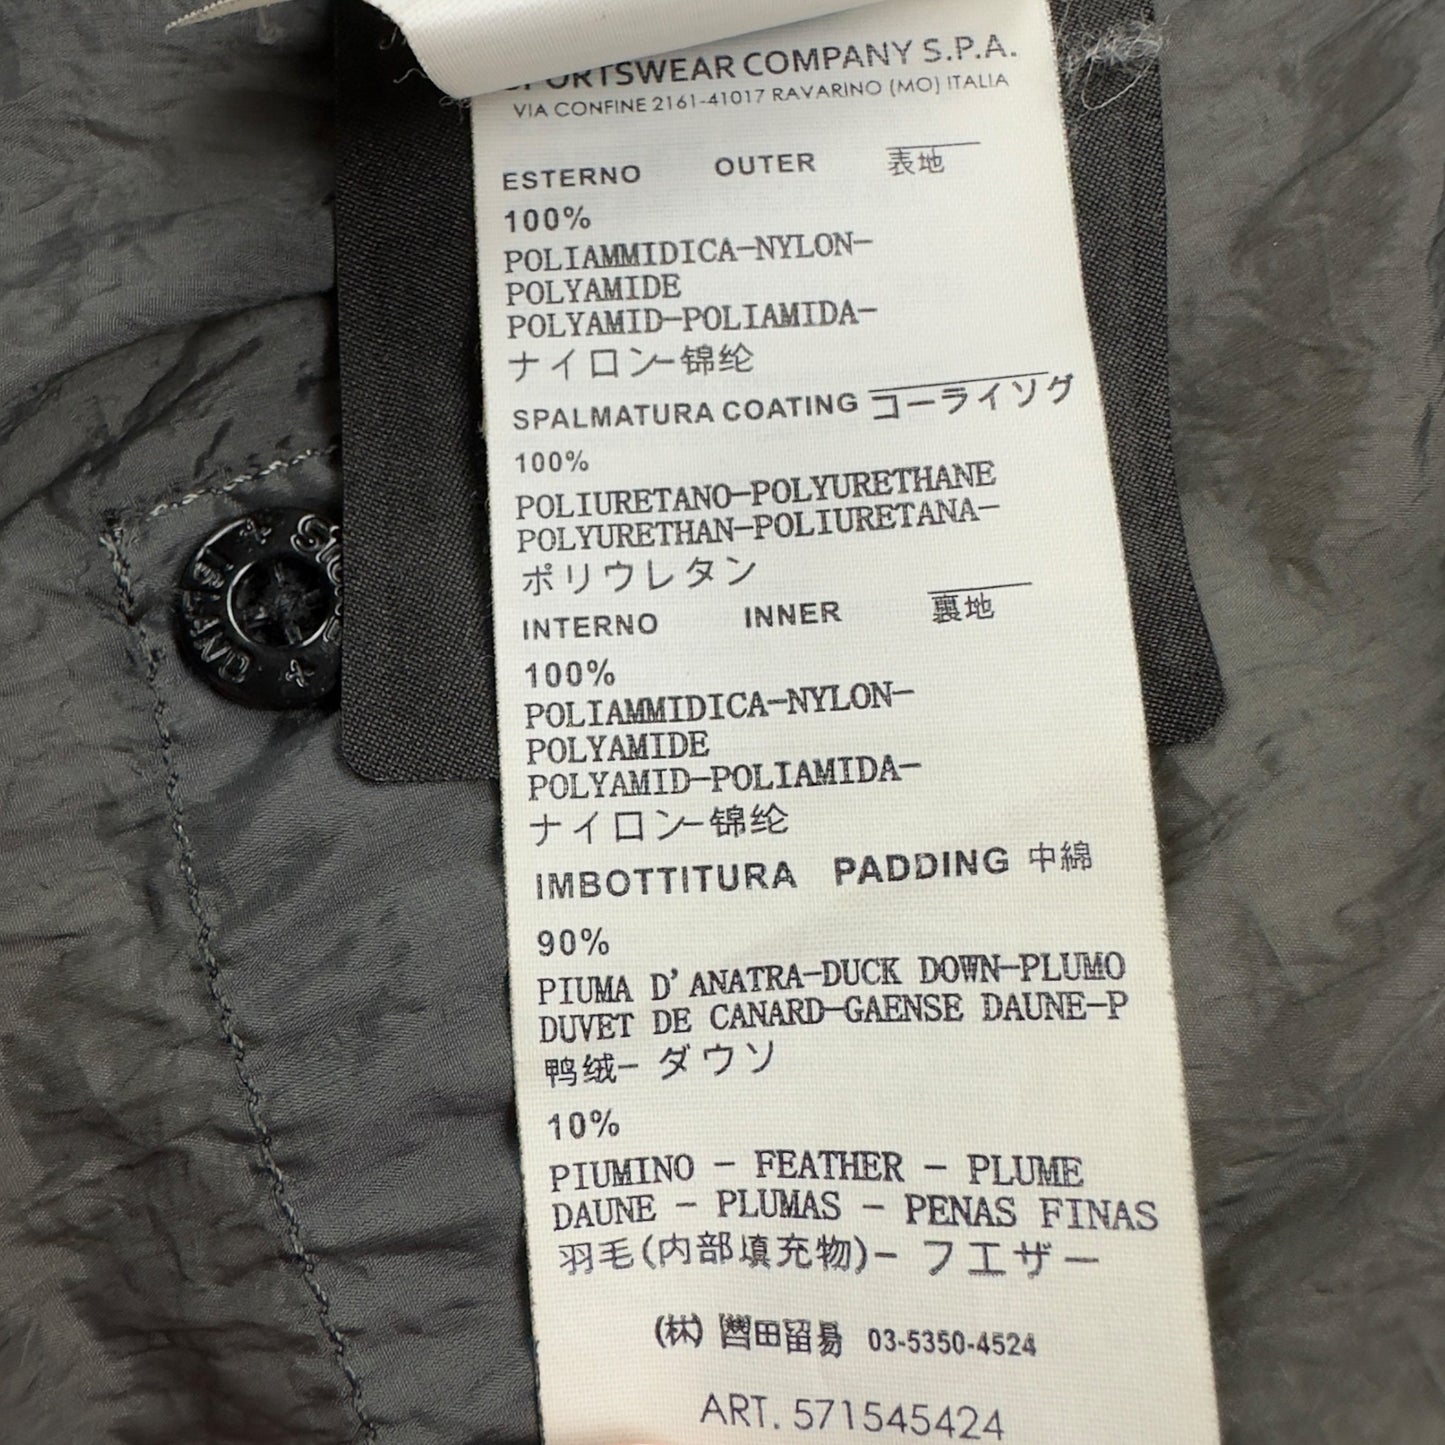 SPORTSWEAR COMPANY S.P.A.
VIA CONFINE 2161-41017 RAVARINO (MO) ITALIA
ESTERNO OUTER 表地
100%
POLIAMMIDICA-NYLON-
POLYAMIDE
POLYAMID-POLIAMIDA-
ナイロン-锦纶
SPALMATURA COATING コーライソグ
100%
POLIURETANO-POLYURETHANE
POLYURETHAN-POLIURETANA-
ポリウレタン
INTERNO INNER 裏地
100%
POLIAMMIDICA-NYLON-
POLYAMIDE
POLYAMID-POLIAMIDA-
ナイロン-锦纶
IMBOTTITURA PADDING 中綿
90%
PIUMA D'ANATRA-DUCK DOWN-PLUMO
DUVET DE CANARD-GAENSE DAUNE-P
鸭绒- ダウソ
10%
PIUMINO - FEATHER - PLUME
DAUNE - PLUMAS - PENAS FINAS
羽毛(内部填充物)- フエザー
(株) 豊田留易 03-5350-4524
ART. 571545424